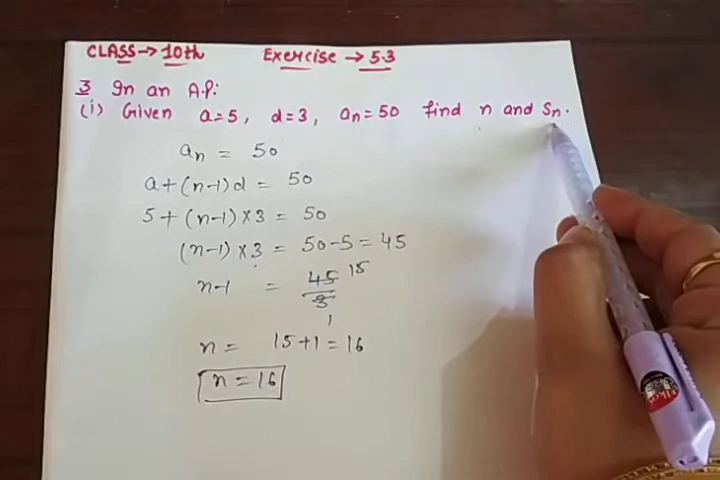 CLASS→10th Exercise →5.3
3 In an A.P:
(i) Given a=5, d=3, an=50 find n and Sn.
an = 50
a+(n-1)d = 50
5+(n-1)×3 = 50
(n-1)×3 = 50-5=45
n-1 = 45/3 15
1
n = 15+1=16
n=16